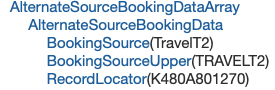 AlternateSourceBookingDataArray
AlternateSourceBookingData
BookingSource(TravelT2)
BookingSourceUpper(TRAVELT2)
RecordLocator(K480A801270)